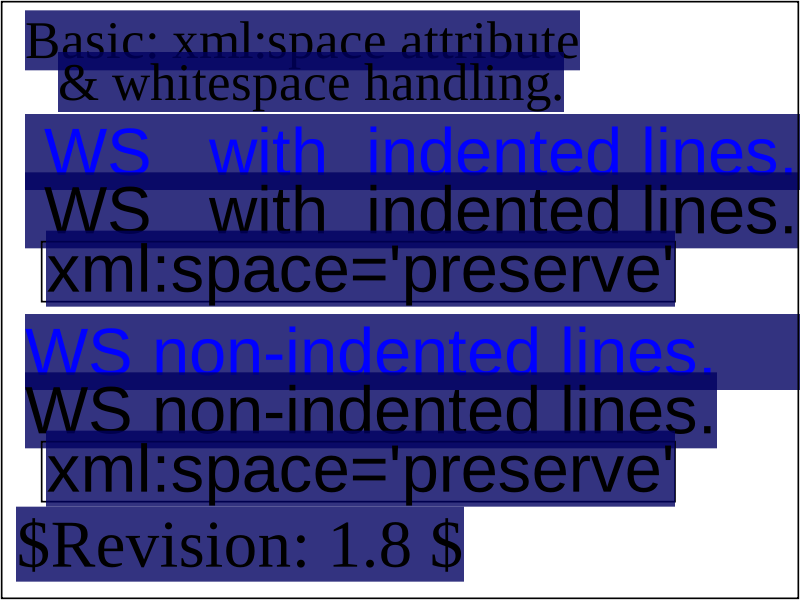 Basic: xml:space attribute
& whitespace handling.
WS   with  indented lines.
WS   with  indented lines.
xml:space='preserve'
WS non-indented lines.
WS non-indented lines.
xml:space='preserve'
$Revision: 1.8 $